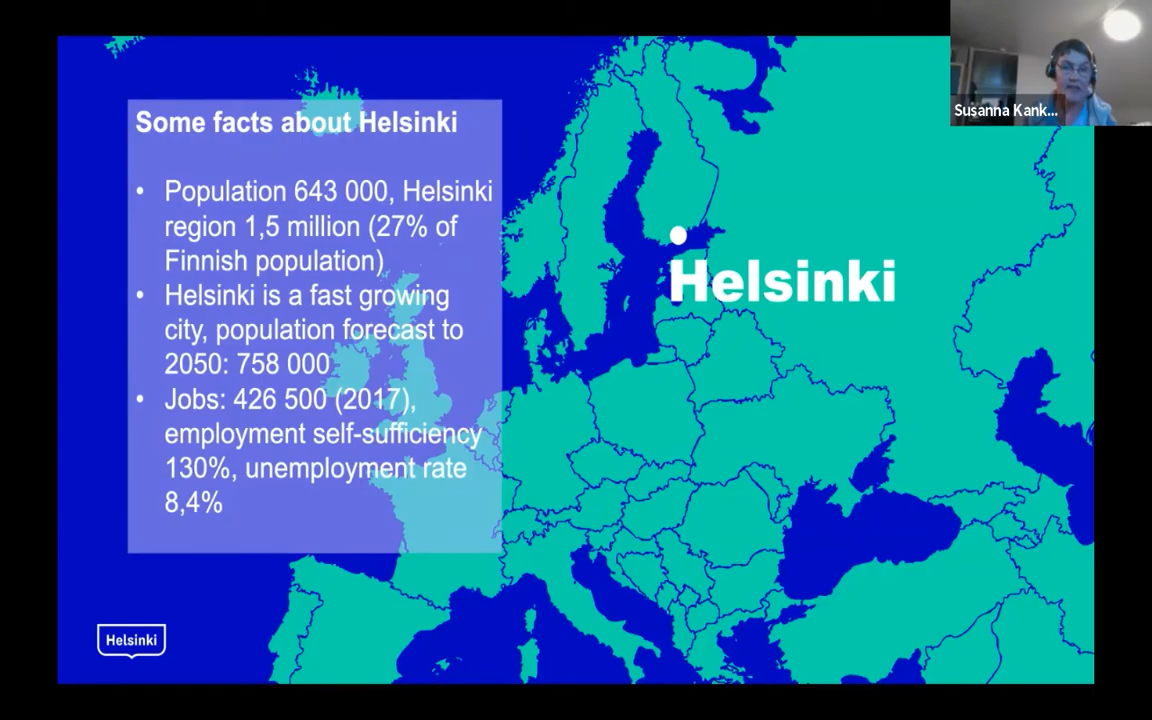 Some facts about Helsinki
• Population 643 000, Helsinki
region 1,5 million (27% of
Finnish population)
• Helsinki is a fast growing
city, population forecast to
2050: 758 000
• Jobs: 426 500 (2017),
employment self-sufficiency
130%, unemployment rate
8,4%
Helsinki
Susanna Kank...
Helsinki